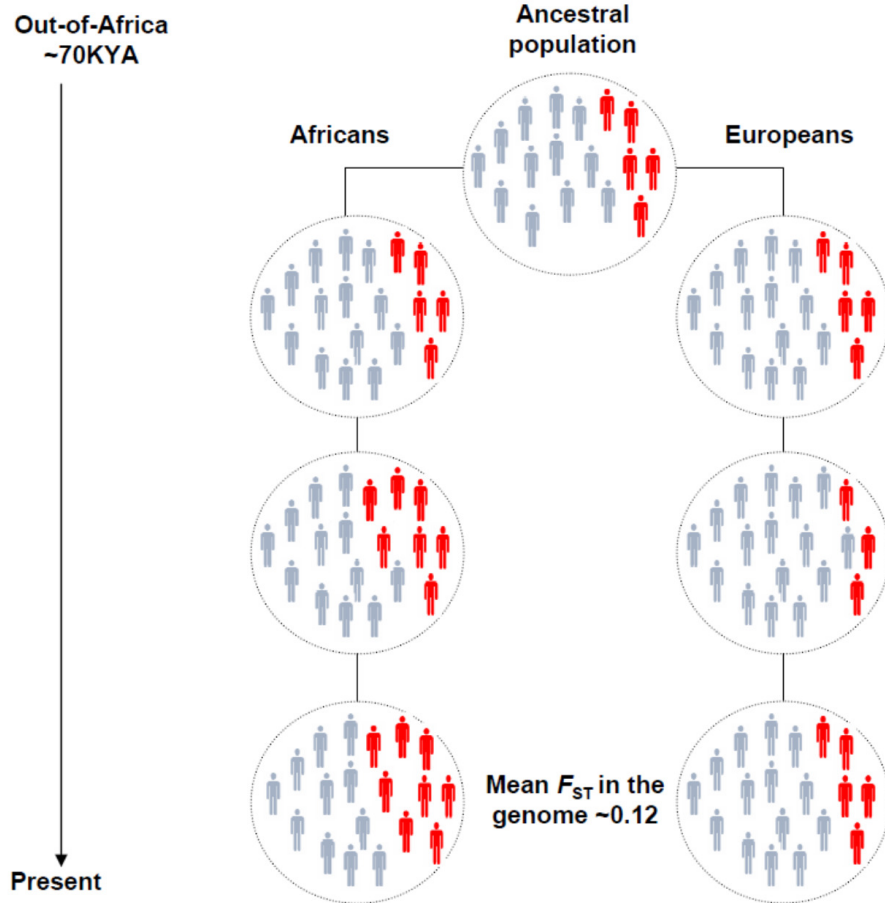 Out-of-Africa
~70KYA
Ancestral
population
Africans
Europeans
Mean FST in the
genome ~0.12
Present